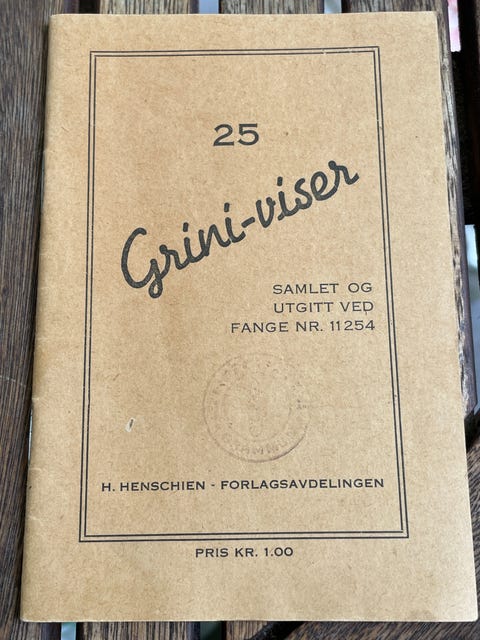 25
Grini-viser
SAMLET OG
UTGITT VED
FANGE NR. 11254
H. HENSCHIEN - FORLAGSAVDELINGEN
PRIS KR. 1.00